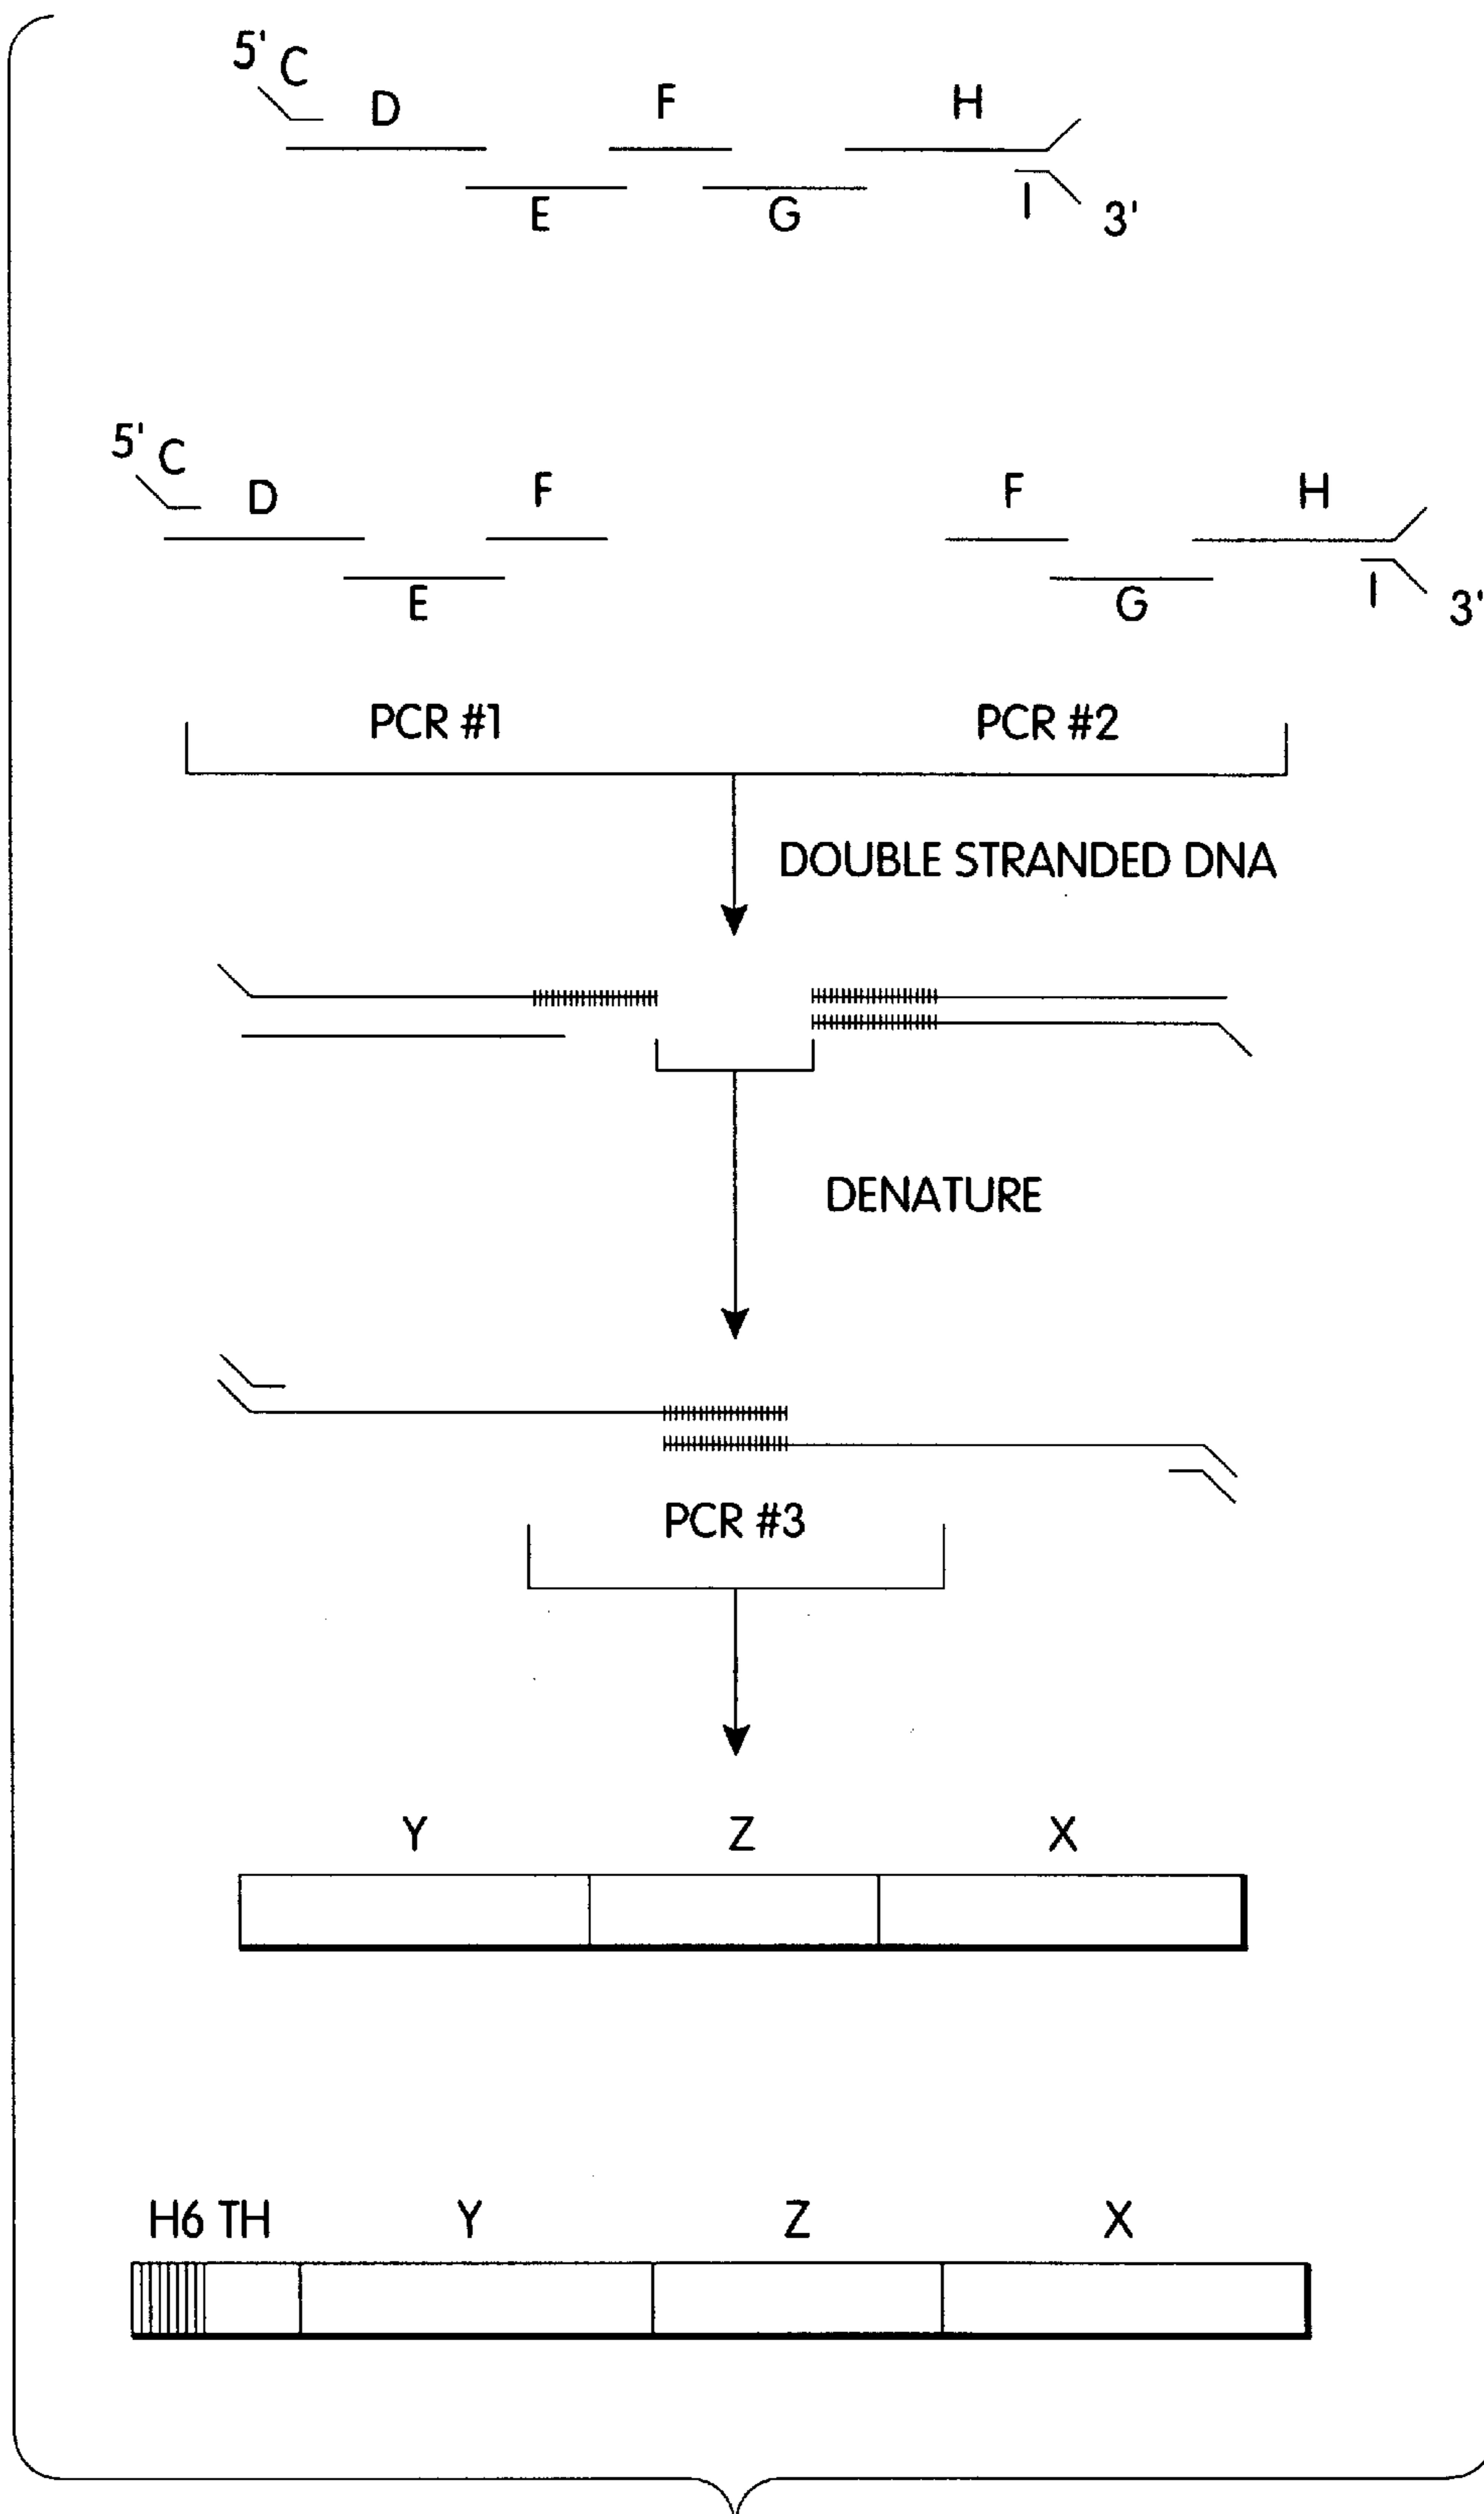 5' C
D F H
E G I 3'
5' C
D F F H
E G I 3'
PCR #1 PCR #2
DOUBLE STRANDED DNA
DENATURE
PCR #3
Y Z X
H6 TH Y Z X